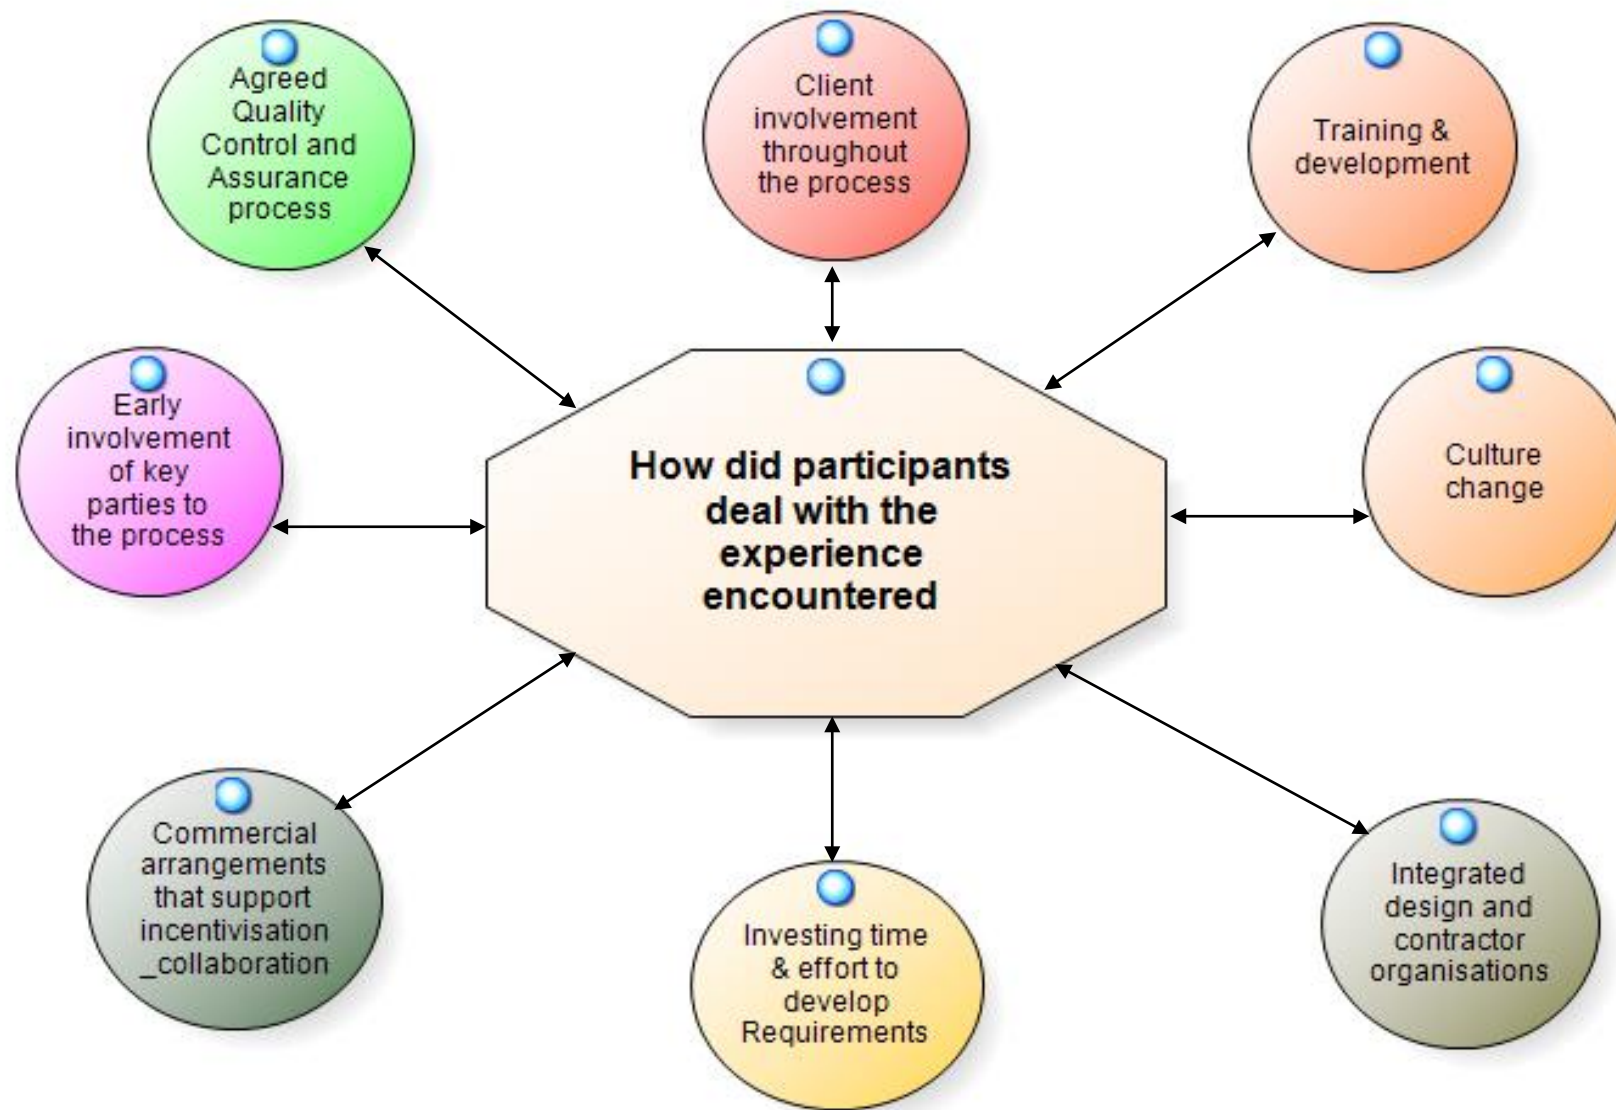 Agreed
Quality
Control and
Assurance
process
Client
involvement
throughout
the process
Training &
development
Early
involvement
of key
parties to
the process
How did participants
deal with the
experience
encountered
Culture
change
Commercial
arrangements
that support
incentivisation
_collaboration
Investing time
& effort to
develop
Requirements
Integrated
design and
contractor
organisations